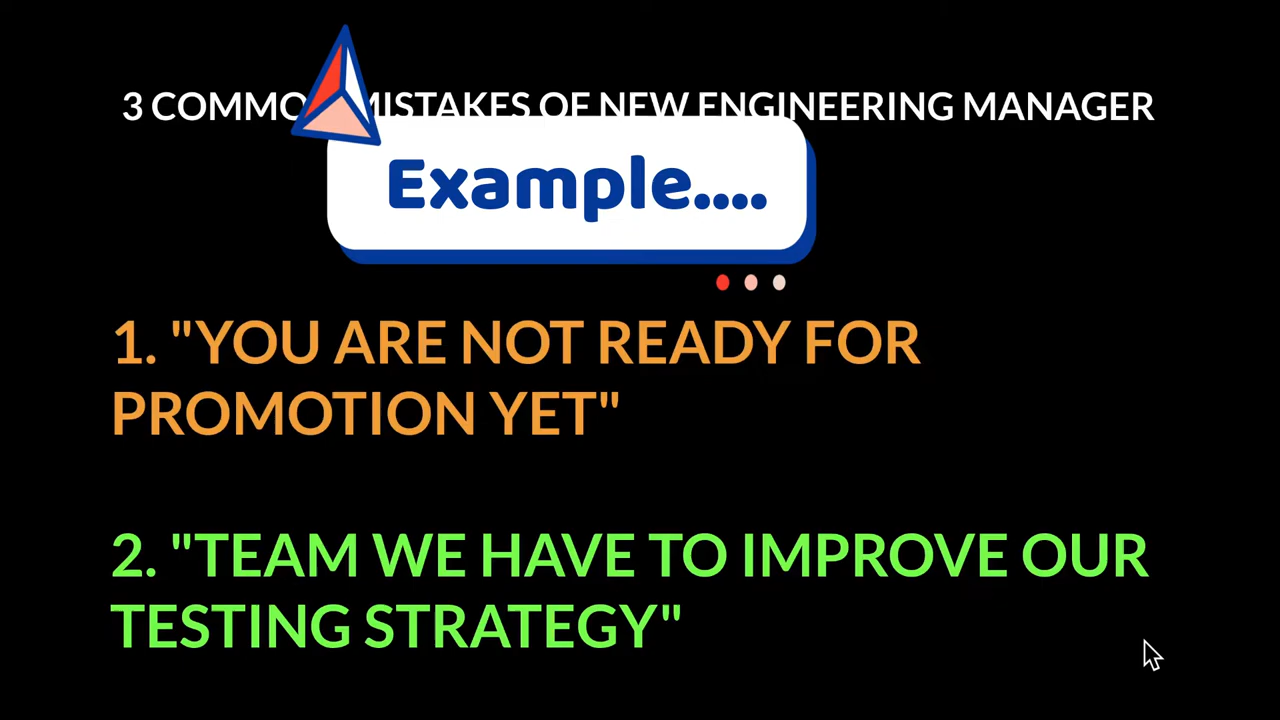 3 COMMO MISTAKES OF NEW ENGINEERING MANAGER
Example....
1. "YOU ARE NOT READY FOR
PROMOTION YET"
2. "TEAM WE HAVE TO IMPROVE OUR
TESTING STRATEGY"